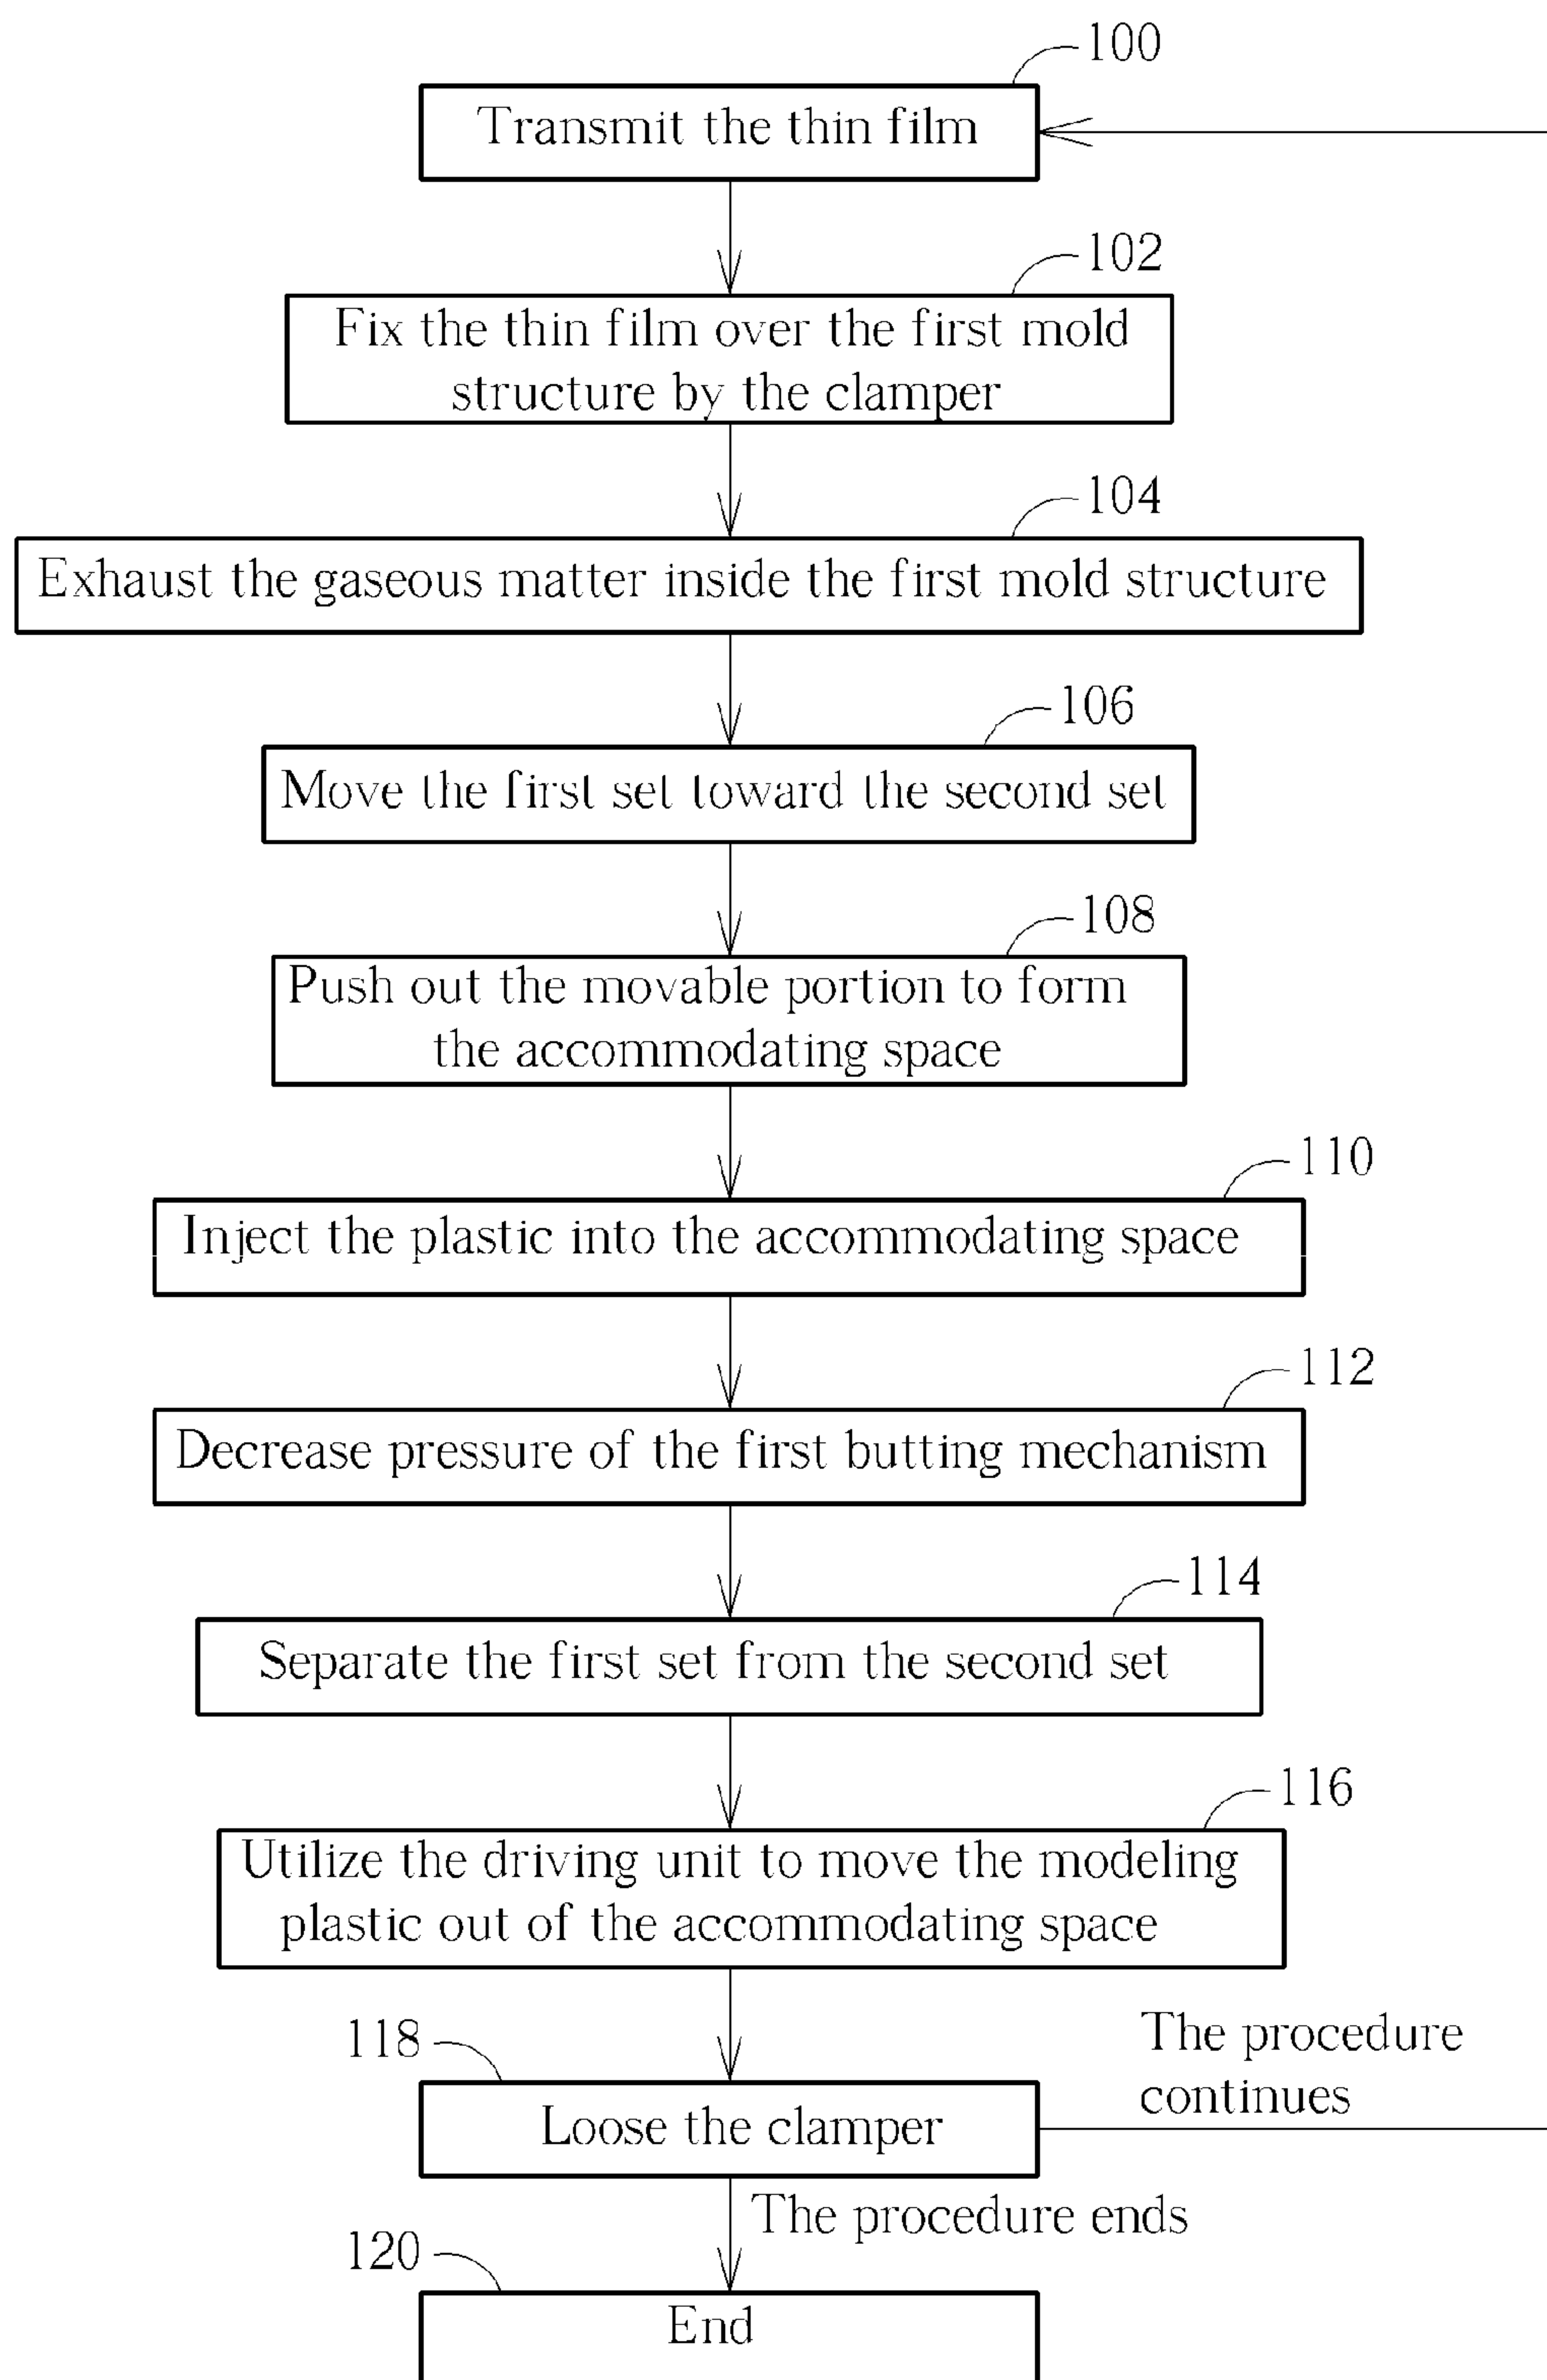 100
Transmit the thin film
102
Fix the thin film over the first mold
structure by the clamper
104
Exhaust the gaseous matter inside the first mold structure
106
Move the first set toward the second set
108
Push out the movable portion to form
the accommodating space
110
Inject the plastic into the accommodating space
112
Decrease pressure of the first butting mechanism
114
Separate the first set from the second set
116
Utilize the driving unit to move the modeling
plastic out of the accommodating space
118
Loose the clamper
The procedure
continues
The procedure ends
120
End